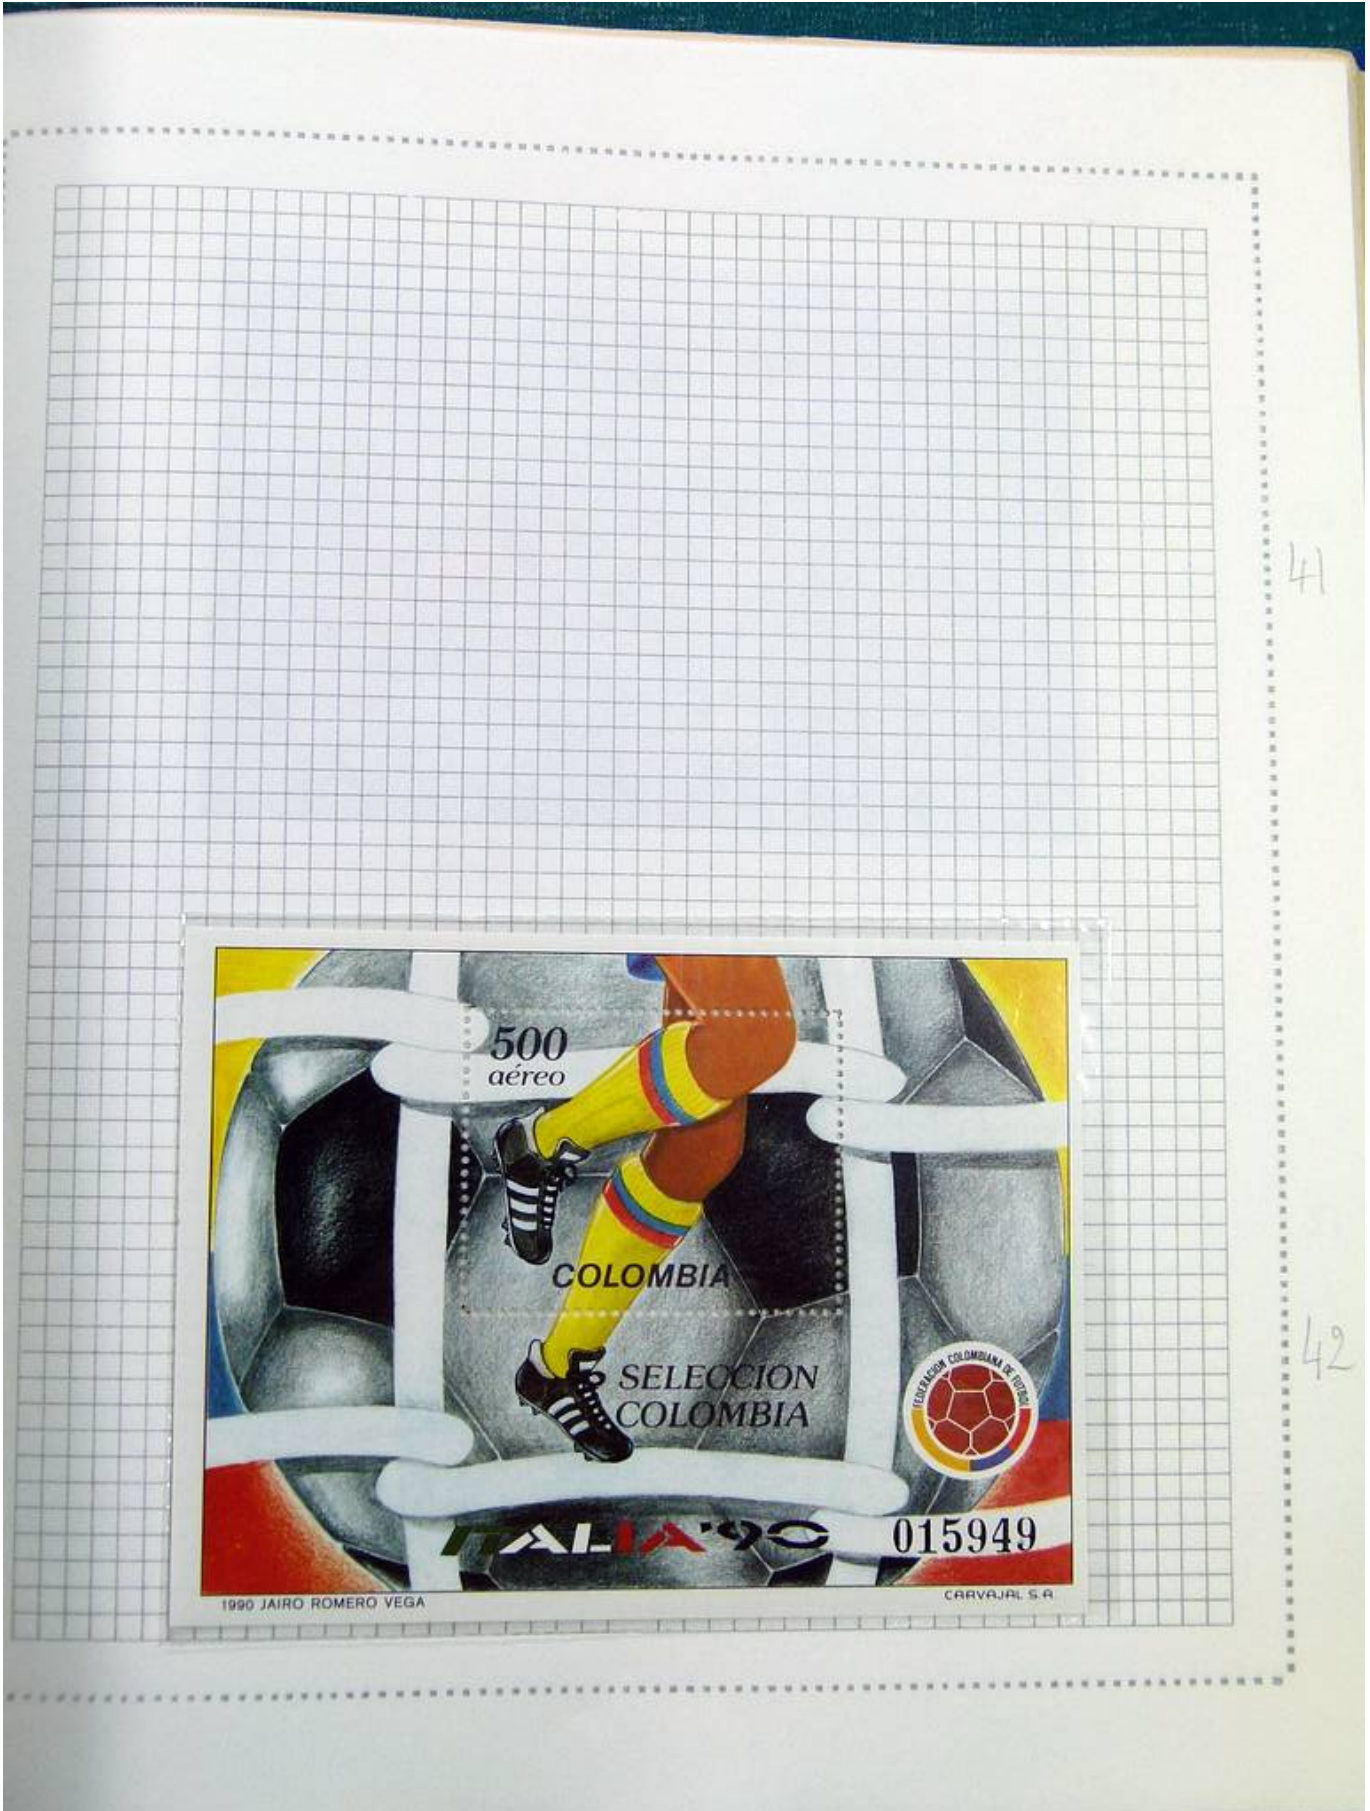 41
500
aéreo
COLOMBIA
SELECCION
COLOMBIA
FEDERACION COLOMBIANA DE FUTBOL
42
ITALIA'90
015949
1990 JAIRO ROMERO VEGA
CARVAJAL S.A.